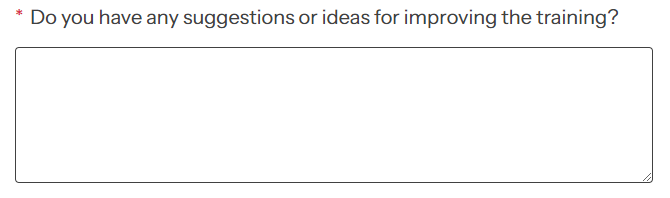 * Do you have any suggestions or ideas for improving the training?